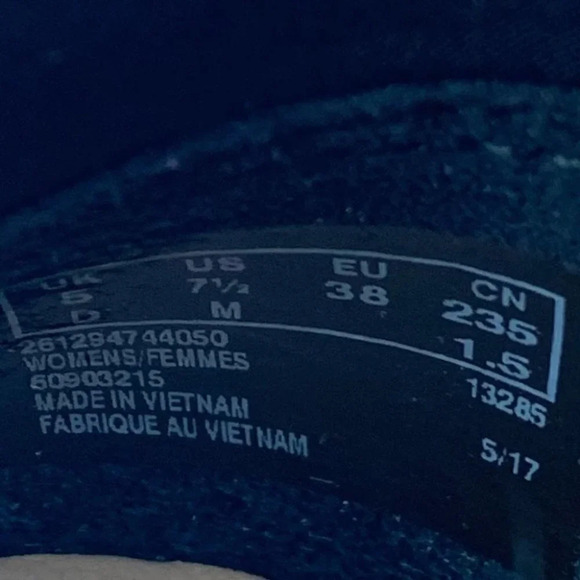 UK US EU CN
5 7½ 38 235
D M 1.5
261294744050 13285
WOMENS/FEMMES
60903215
MADE IN VIETNAM
FABRIQUE AU VIETNAM 5/17